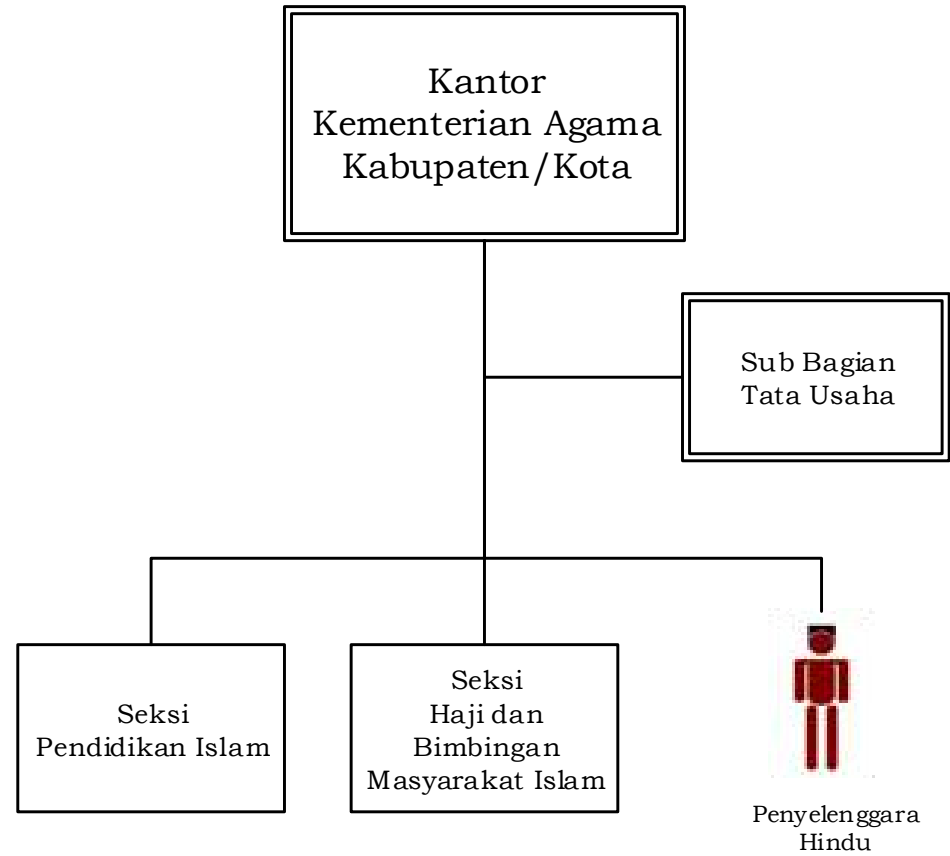 Kantor
Kementerian Agama
Kabupaten/Kota
Sub Bagian
Tata Usaha
Seksi
Pendidikan Islam
Seksi
Haji dan
Bimbingan
Masyarakat Islam
Penyelenggara
Hindu